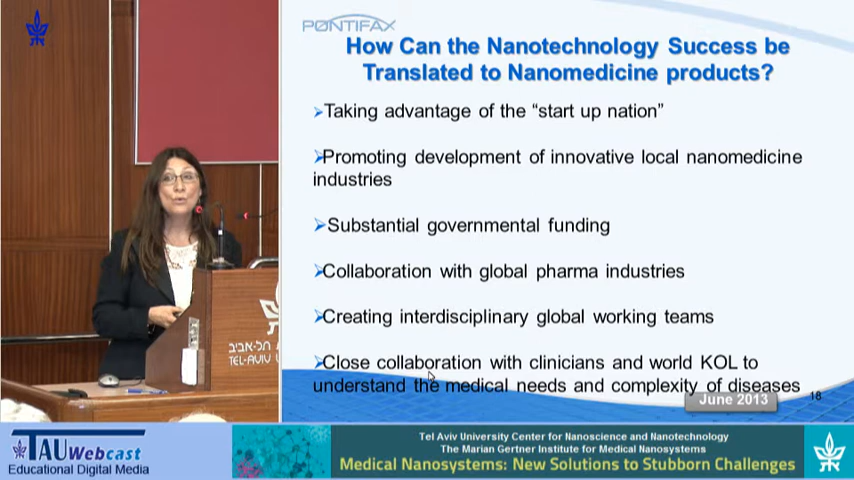 PONTIFAX
How Can the Nanotechnology Success be
Translated to Nanomedicine products?
Taking advantage of the “start up nation”
Promoting development of innovative local nanomedicine
industries
Substantial governmental funding
Collaboration with global pharma industries
Creating interdisciplinary global working teams
Close collaboration with clinicians and world KOL to
understand the medical needs and complexity of diseases
June 2013
18
תל-אביב
TEL-AVIV
TAU Webcast
Educational Digital Media
Tel Aviv University Center for Nanoscience and Nanotechnology
The Marian Gertner Institute for Medical Nanosystems
Medical Nanosystems: New Solutions to Stubborn Challenges